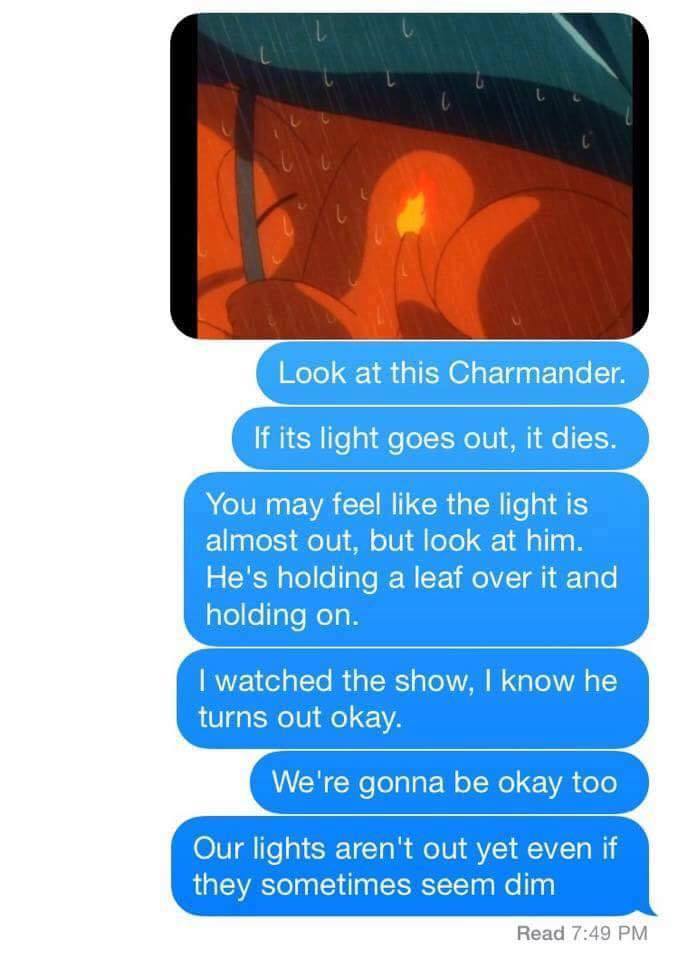 Look at this Charmander.
If its light goes out, it dies.
You may feel like the light is
almost out, but look at him.
He's holding a leaf over it and
holding on.
I watched the show, I know he
turns out okay.
We're gonna be okay too
Our lights aren't out yet even if
they sometimes seem dim
Read 7:49 PM